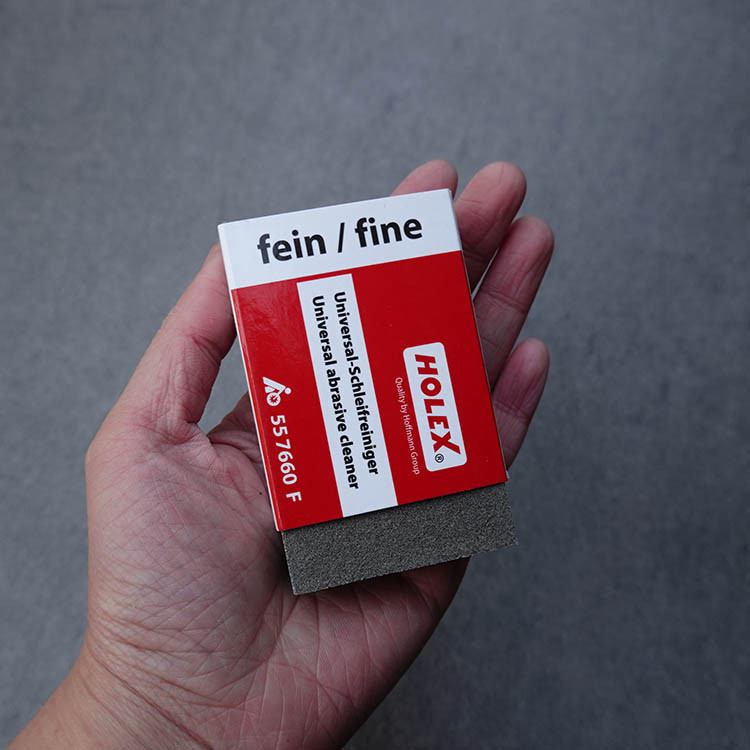 fein / fine
Universal-Schleifreiniger
Universal abrasive cleaner
HOLEX®
Quality by Hoffmann Group
557660 F